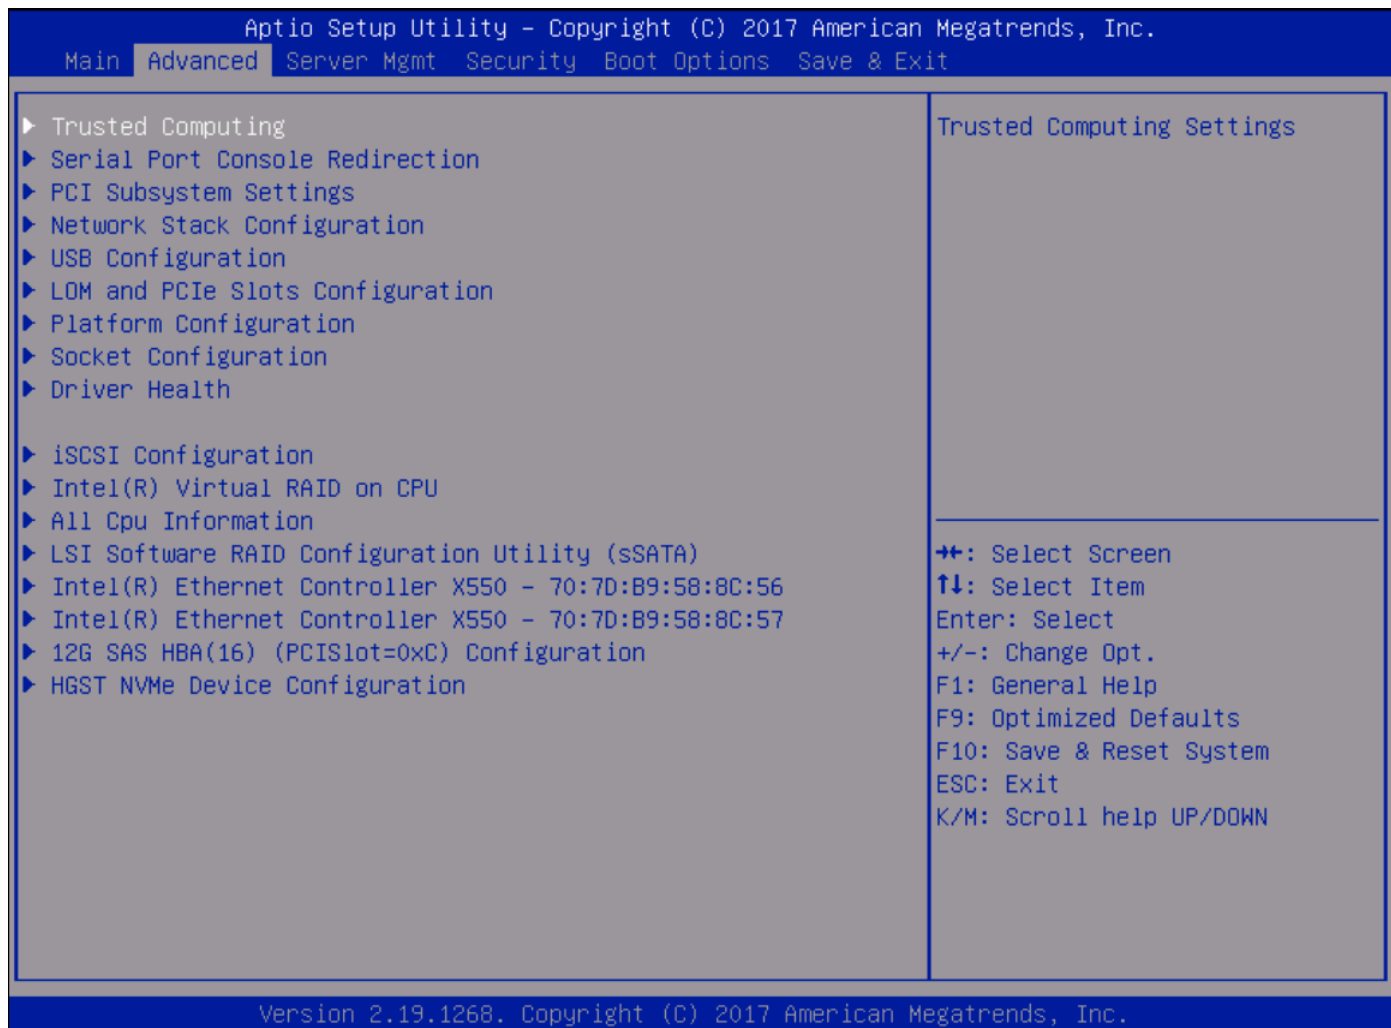 Aptio Setup Utility – Copyright (C) 2017 American Megatrends, Inc.
Main Advanced Server Mgmt Security Boot Options Save & Exit
Trusted Computing
Serial Port Console Redirection
PCI Subsystem Settings
Network Stack Configuration
USB Configuration
LOM and PCIe Slots Configuration
Platform Configuration
Socket Configuration
Driver Health
iSCSI Configuration
Intel(R) Virtual RAID on CPU
All Cpu Information
LSI Software RAID Configuration Utility (sSATA)
Intel(R) Ethernet Controller X550 – 70:7D:B9:58:8C:56
Intel(R) Ethernet Controller X550 – 70:7D:B9:58:8C:57
12G SAS HBA(16) (PCISlot=0xC) Configuration
HGST NVMe Device Configuration
Trusted Computing Settings
→←: Select Screen
↑↓: Select Item
Enter: Select
+/-: Change Opt.
F1: General Help
F9: Optimized Defaults
F10: Save & Reset System
ESC: Exit
K/M: Scroll help UP/DOWN
Version 2.19.1268. Copyright (C) 2017 American Megatrends, Inc.